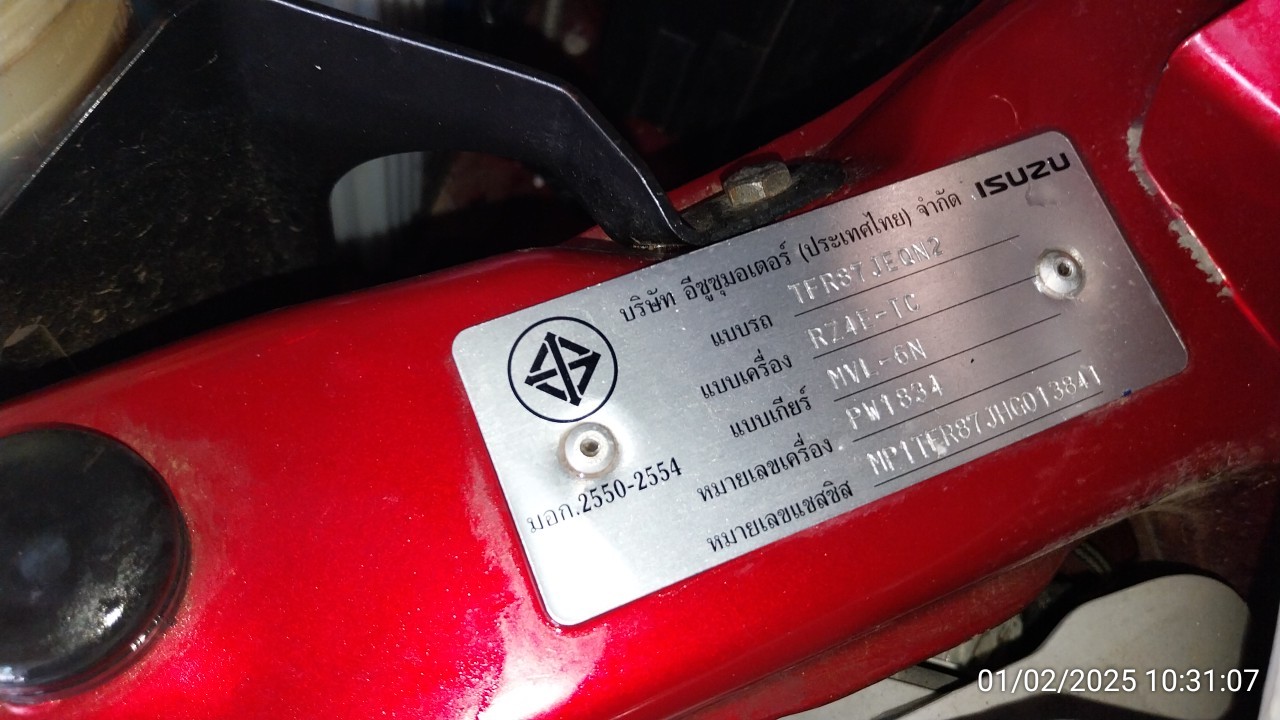 ISUZU
บริษัท อีซูซุมอเตอร์ (ประเทศไทย) จำกัด
แบบรถ TFR87JEQN2
แบบเครื่อง RZ4E-TC
แบบเกียร์ MVL-6N
หมายเลขเครื่อง PW1834
หมายเลขแชสซิส MP1TFR87JHG013841
มอก.2550-2554
01/02/2025 10:31:07